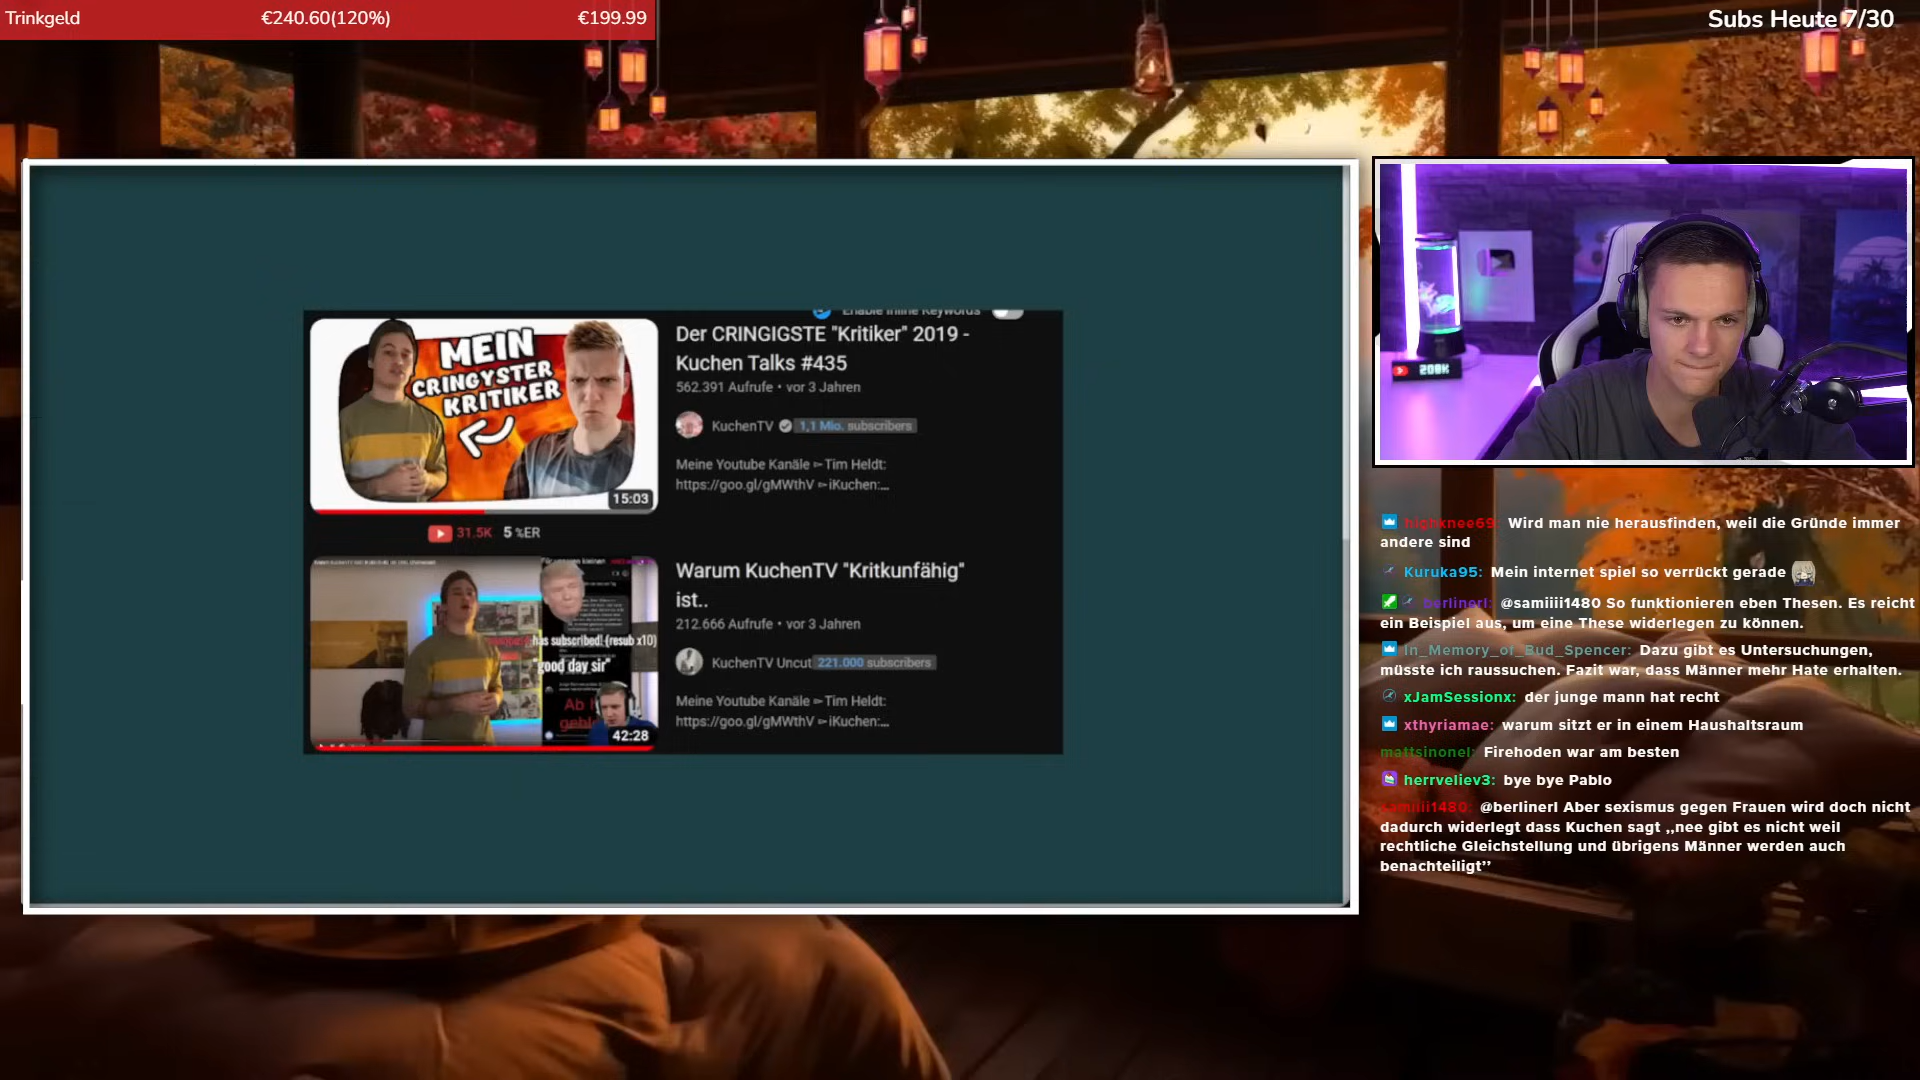 Trinkgeld €240.60(120%) €199.99
Subs Heute 7/30
Enable Inline Keywords
MEIN
CRINGYSTER
KRITIKER
15:03
Der CRINGIGSTE "Kritiker" 2019 -
Kuchen Talks #435
562.391 Aufrufe • vor 3 Jahren
KuchenTV 1,1 Mio. subscribers
Meine Youtube Kanäle ➳Tim Heldt:
https://goo.gl/gMWthV ➳iKuchen:...
31.5K 5 %ER
has subscribed! (resub x10)
"good day sir"
42:28
Warum KuchenTV "Kritkunfähig"
ist..
212.666 Aufrufe • vor 3 Jahren
KuchenTV Uncut 221.000 subscribers
Meine Youtube Kanäle ➳Tim Heldt:
https://goo.gl/gMWthV ➳iKuchen:...
200K
highknee69: Wird man nie herausfinden, weil die Gründe immer
andere sind
Kuruka95: Mein internet spiel so verrückt gerade
berlinerl: @samiiii1480 So funktionieren eben Thesen. Es reicht
ein Beispiel aus, um eine These widerlegen zu können.
In_Memory_of_Bud_Spencer: Dazu gibt es Untersuchungen,
müsste ich raussuchen. Fazit war, dass Männer mehr Hate erhalten.
xJamSessionx: der junge mann hat recht
xthyriamae: warum sitzt er in einem Haushaltsraum
mattsinonel: Firehoden war am besten
herrveliev3: bye bye Pablo
samiiii1480: @berlinerl Aber sexismus gegen Frauen wird doch nicht
dadurch widerlegt dass Kuchen sagt ,,nee gibt es nicht weil
rechtliche Gleichstellung und übrigens Männer werden auch
benachteiligt’’